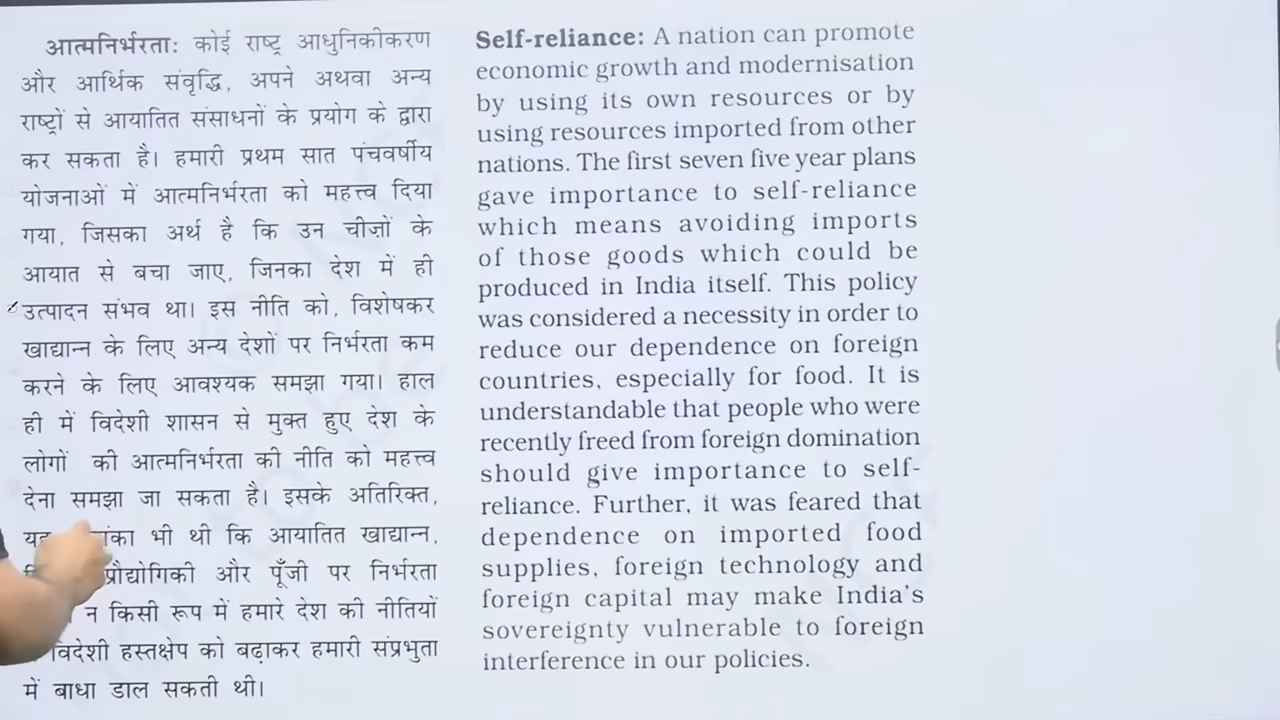 आत्मनिर्भरता: कोई राष्ट्र आधुनिकीकरण
और आर्थिक संवृद्धि, अपने अथवा अन्य
राष्ट्रों से आयातित संसाधनों के प्रयोग के द्वारा
कर सकता है। हमारी प्रथम सात पंचवर्षीय
योजनाओं में आत्मनिर्भरता को महत्त्व दिया
गया, जिसका अर्थ है कि उन चीज़ों के
आयात से बचा जाए, जिनका देश में ही
उत्पादन संभव था। इस नीति को, विशेषकर
खाद्यान्न के लिए अन्य देशों पर निर्भरता कम
करने के लिए आवश्यक समझा गया। हाल
ही में विदेशी शासन से मुक्त हुए देश के
लोगों की आत्मनिर्भरता की नीति को महत्त्व
देना समझा जा सकता है। इसके अतिरिक्त,
भी थी कि आयातित खाद्यान्न,
प्रौद्योगिकी और पूँजी पर निर्भरता
न किसी रूप में हमारे देश की नीतियों
विदेशी हस्तक्षेप को बढ़ाकर हमारी संप्रभुता
में बाधा डाल सकती थी।
Self-reliance: A nation can promote
economic growth and modernisation
by using its own resources or by
using resources imported from other
nations. The first seven five year plans
gave importance to self-reliance
which means avoiding imports
of those goods which could be
produced in India itself. This policy
was considered a necessity in order to
reduce our dependence on foreign
countries, especially for food. It is
understandable that people who were
recently freed from foreign domination
should give importance to self-
reliance. Further, it was feared that
dependence on imported food
supplies, foreign technology and
foreign capital may make India's
sovereignty vulnerable to foreign
interference in our policies.